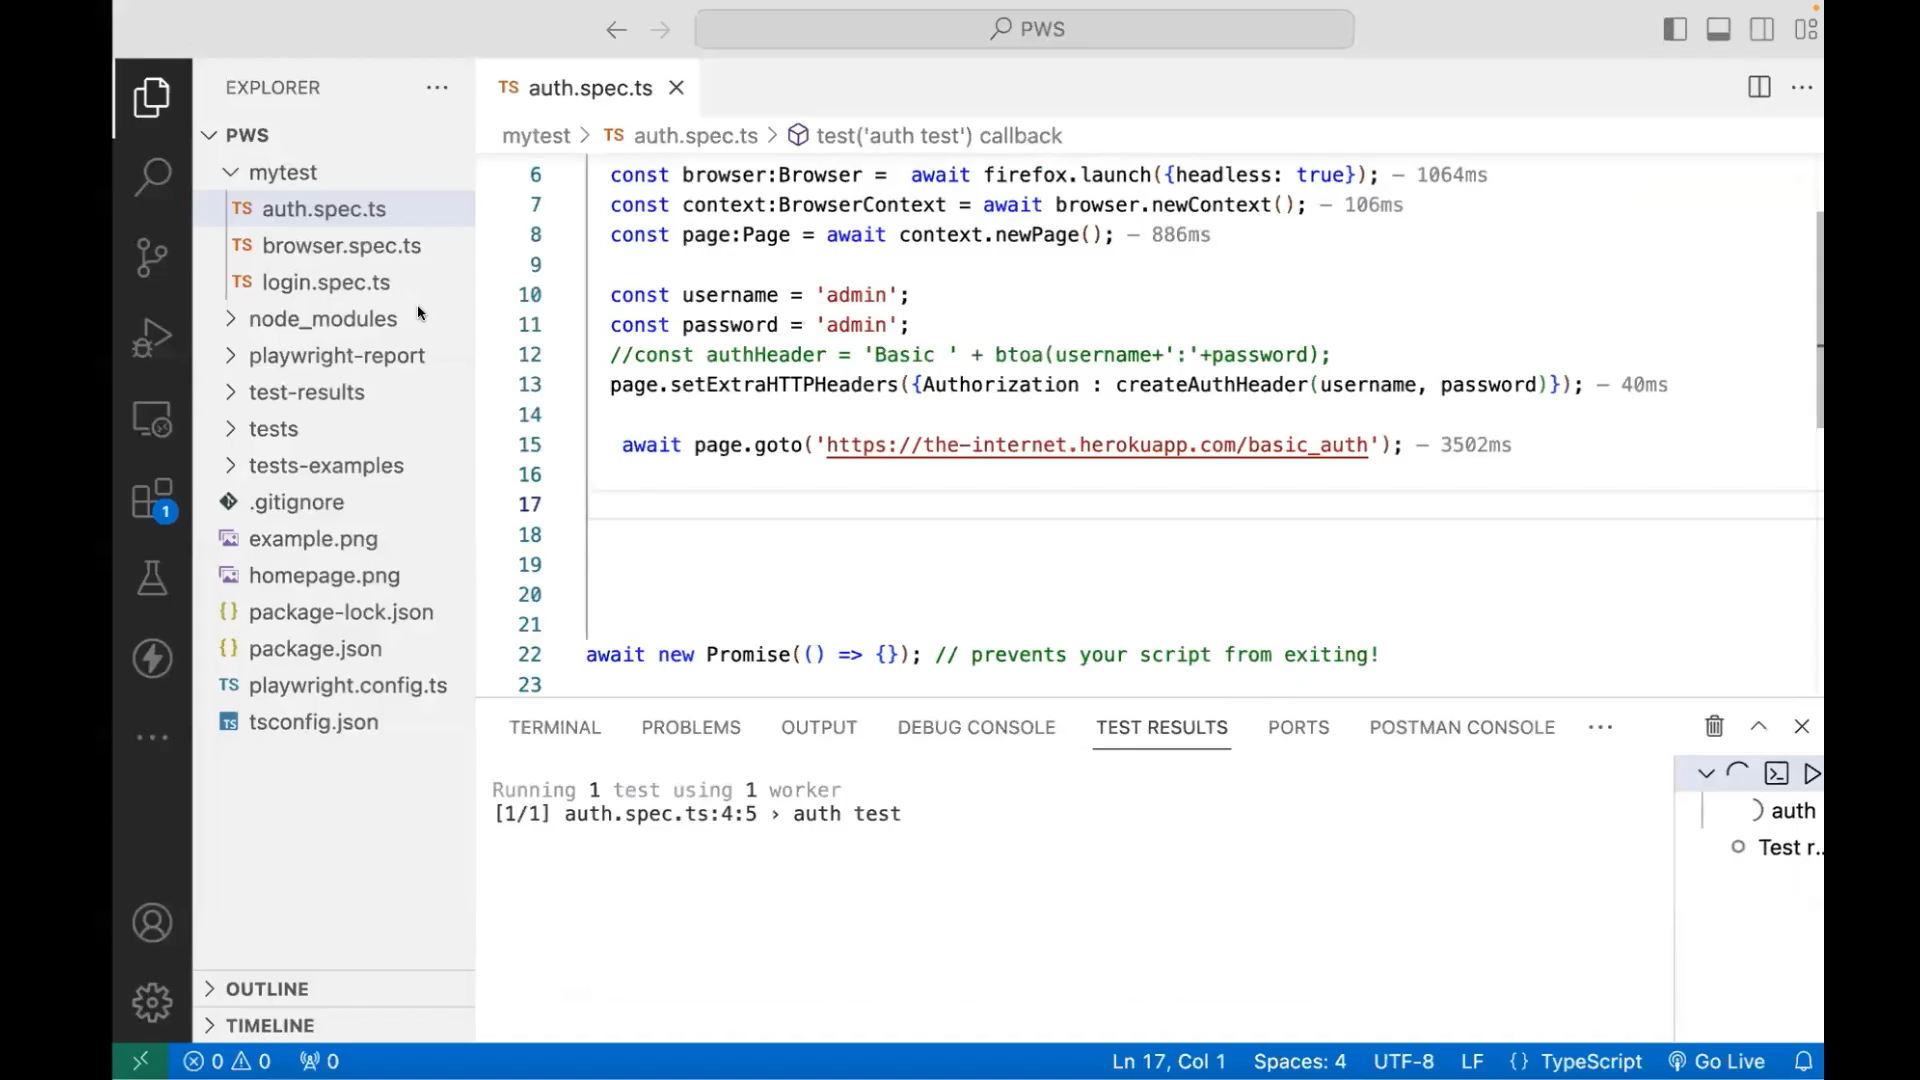 PWS
EXPLORER
TS auth.spec.ts
PWS
mytest > TS auth.spec.ts > test('auth test') callback
mytest
TS auth.spec.ts
TS browser.spec.ts
TS login.spec.ts
node_modules
playwright-report
test-results
tests
tests-examples
.gitignore
example.png
homepage.png
{} package-lock.json
{} package.json
TS playwright.config.ts
TS tsconfig.json
1
OUTLINE
TIMELINE
6 const browser:Browser =  await firefox.launch({headless: true}); — 1064ms
7 const context:BrowserContext = await browser.newContext(); — 106ms
8 const page:Page = await context.newPage(); — 886ms
9
10 const username = 'admin';
11 const password = 'admin';
12 //const authHeader = 'Basic ' + btoa(username+':'+password);
13 page.setExtraHTTPHeaders({Authorization : createAuthHeader(username, password)}); — 40ms
14
15 await page.goto('https://the-internet.herokuapp.com/basic_auth'); — 3502ms
16
17
18
19
20
21
22 await new Promise(() => {}); // prevents your script from exiting!
23
TERMINAL PROBLEMS OUTPUT DEBUG CONSOLE TEST RESULTS PORTS POSTMAN CONSOLE
Running 1 test using 1 worker
[1/1] auth.spec.ts:4:5 › auth test
auth
Test r...
0 0 0
Ln 17, Col 1 Spaces: 4 UTF-8 LF {} TypeScript Go Live